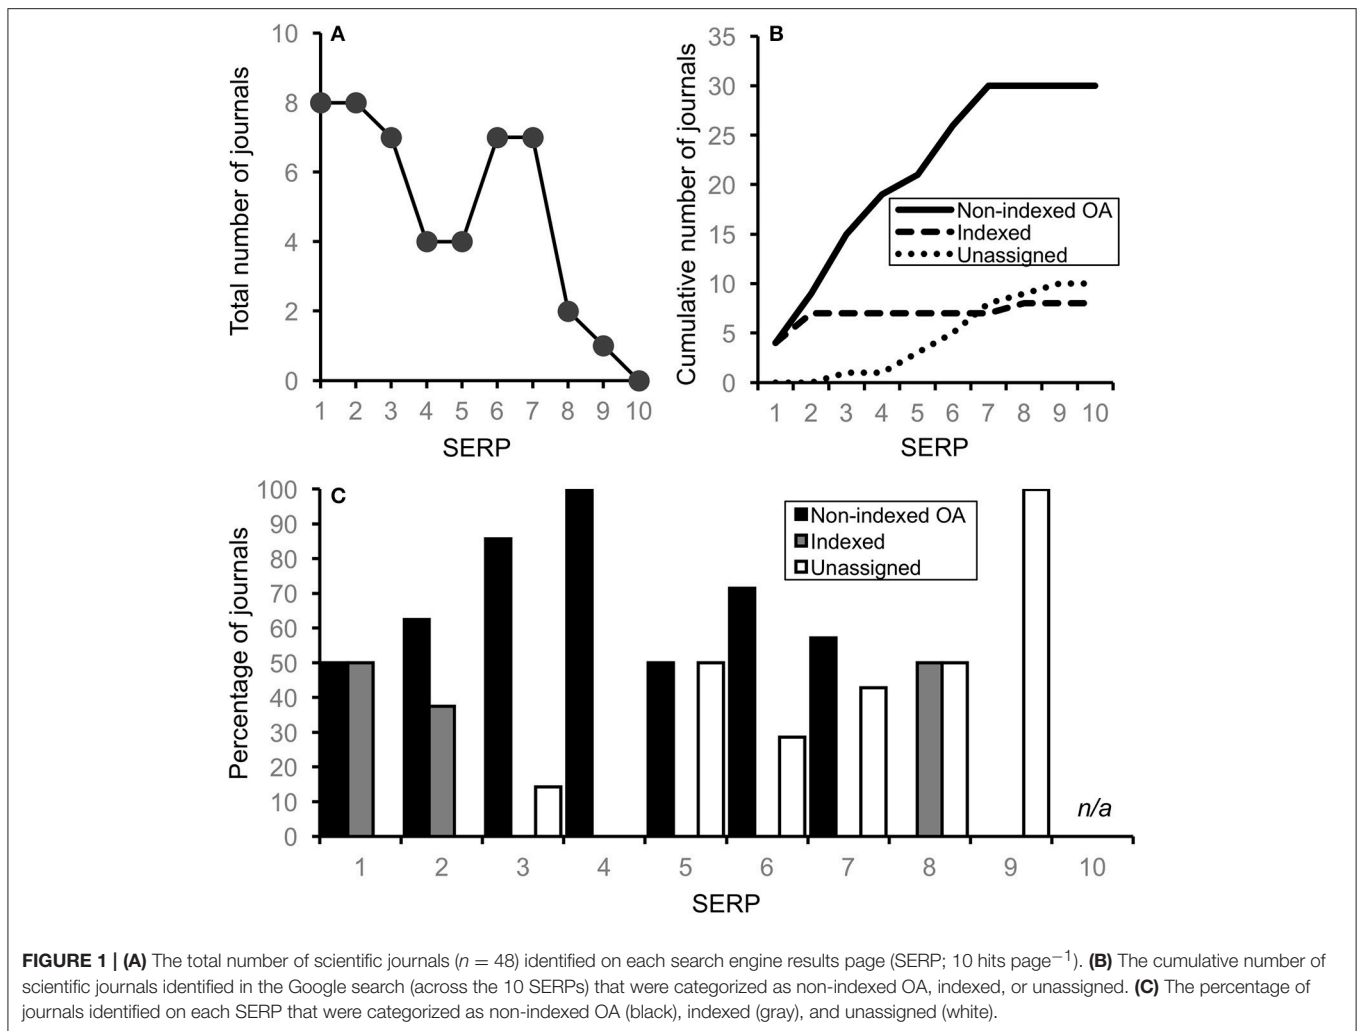 A
10
8
6
4
2
0
Total number of journals
1 2 3 4 5 6 7 8 9 10
SERP
B
35
30
25
20
15
10
5
0
Cumulative number of journals
Non-indexed OA
Indexed
Unassigned
1 2 3 4 5 6 7 8 9 10
SERP
C
100
90
80
70
60
50
40
30
20
10
0
Percentage of journals
Non-indexed OA
Indexed
Unassigned
n/a
1 2 3 4 5 6 7 8 9 10
SERP
FIGURE 1 | (A) The total number of scientific journals (n = 48) identified on each search engine results page (SERP; 10 hits page⁻¹). (B) The cumulative number of
scientific journals identified in the Google search (across the 10 SERPs) that were categorized as non-indexed OA, indexed, or unassigned. (C) The percentage of
journals identified on each SERP that were categorized as non-indexed OA (black), indexed (gray), and unassigned (white).